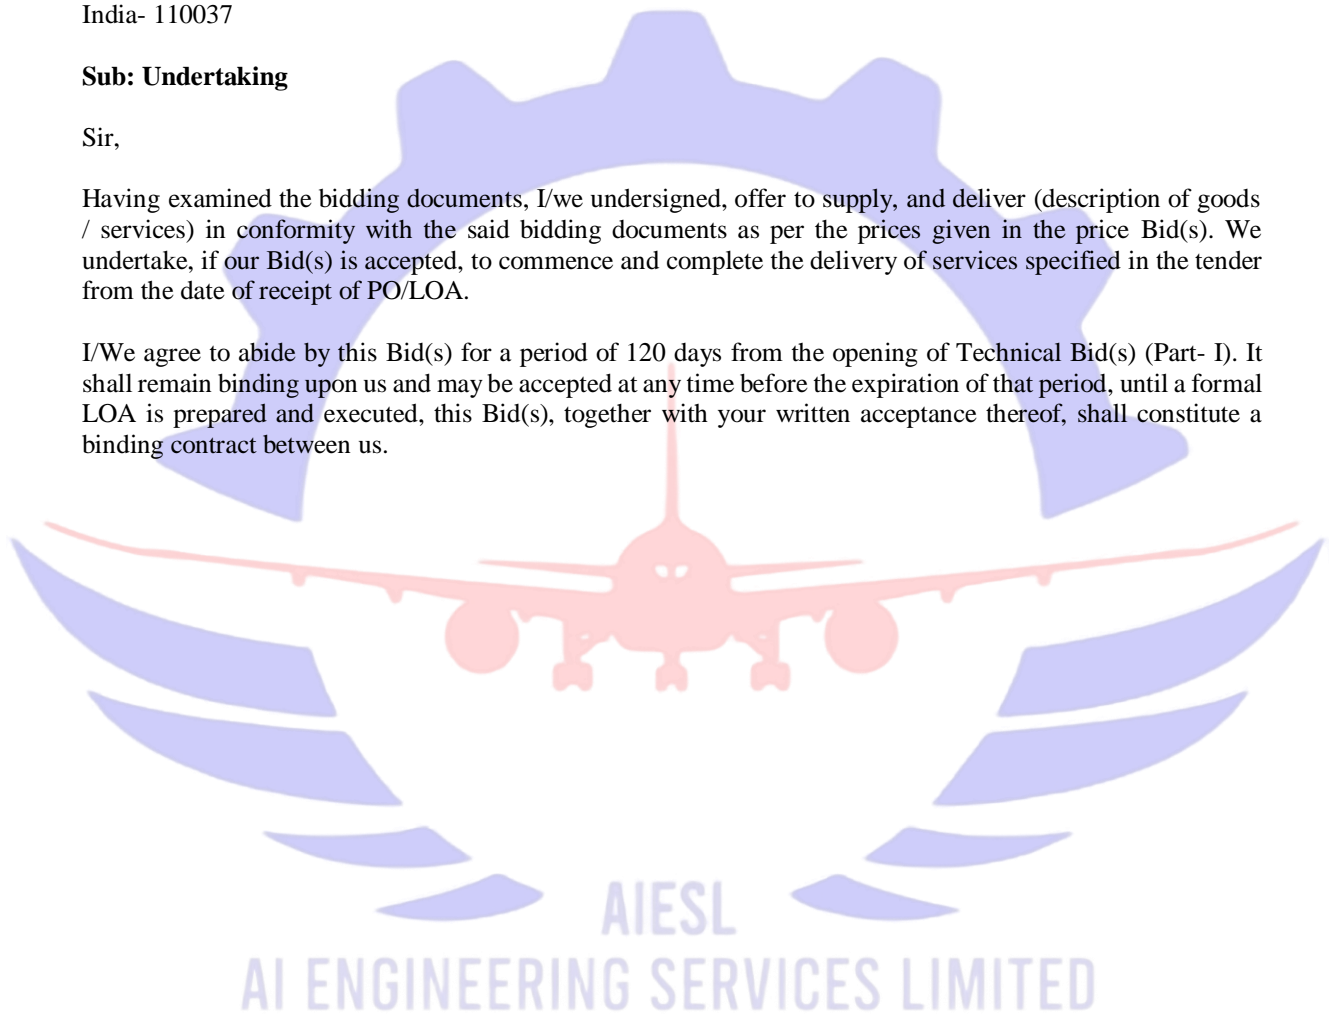 India- 110037
Sub: Undertaking
Sir,
Having examined the bidding documents, I/we undersigned, offer to supply, and deliver (description of goods
/ services) in conformity with the said bidding documents as per the prices given in the price Bid(s). We
undertake, if our Bid(s) is accepted, to commence and complete the delivery of services specified in the tender
from the date of receipt of PO/LOA.
I/We agree to abide by this Bid(s) for a period of 120 days from the opening of Technical Bid(s) (Part- I). It
shall remain binding upon us and may be accepted at any time before the expiration of that period, until a formal
LOA is prepared and executed, this Bid(s), together with your written acceptance thereof, shall constitute a
binding contract between us.
AIESL
AI ENGINEERING SERVICES LIMITED